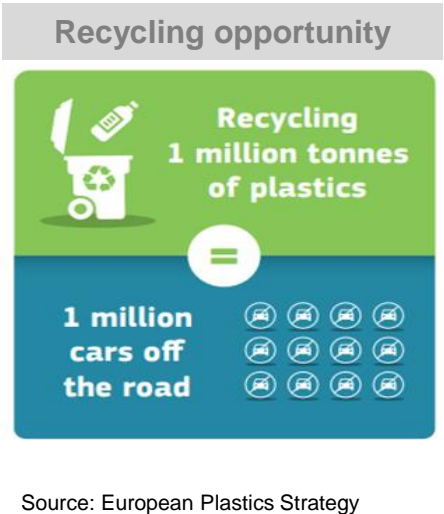 Recycling opportunity
Recycling
1 million tonnes
of plastics
=
1 million
cars off
the road
Source: European Plastics Strategy